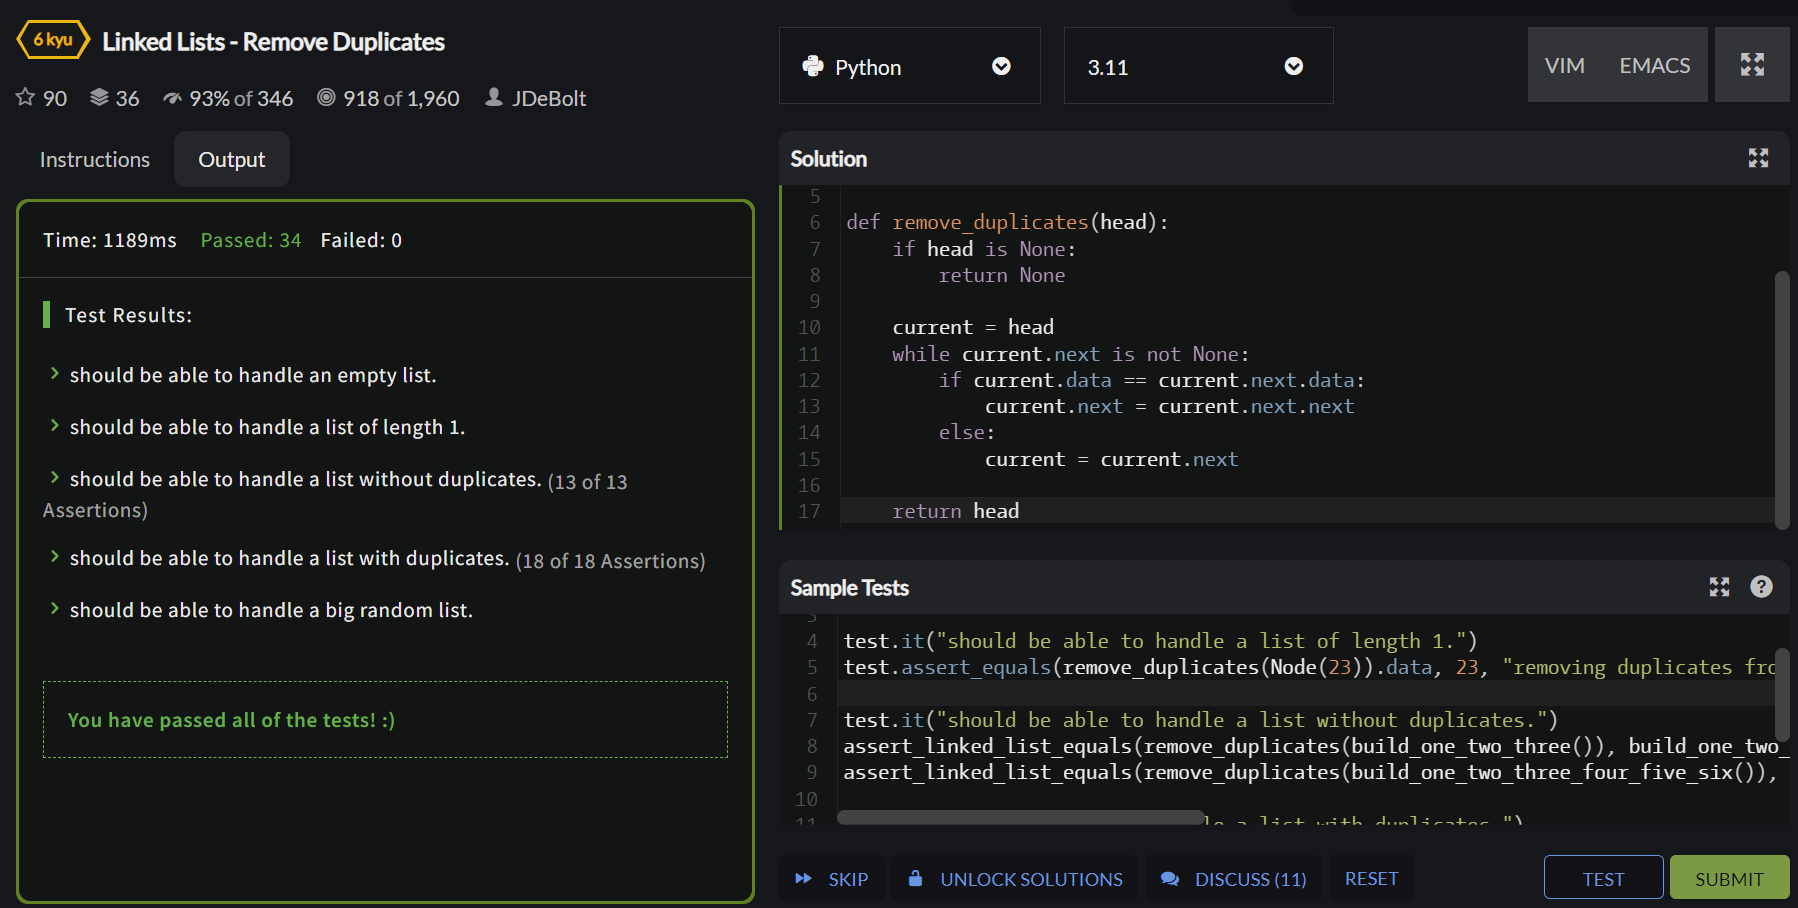 6 kyu Linked Lists - Remove Duplicates
90 36 93% of 346 918 of 1,960 JDeBolt
Instructions Output
Time: 1189ms Passed: 34 Failed: 0
Test Results:
should be able to handle an empty list.
should be able to handle a list of length 1.
should be able to handle a list without duplicates. (13 of 13
Assertions)
should be able to handle a list with duplicates. (18 of 18 Assertions)
should be able to handle a big random list.
You have passed all of the tests! :)
Python 3.11 VIM EMACS
Solution
5
6 def remove_duplicates(head):
7 if head is None:
8 return None
9
10 current = head
11 while current.next is not None:
12 if current.data == current.next.data:
13 current.next = current.next.next
14 else:
15 current = current.next
16
17 return head
Sample Tests ?
3
4 test.it("should be able to handle a list of length 1.")
5 test.assert_equals(remove_duplicates(Node(23)).data, 23, "removing duplicates fro
6
7 test.it("should be able to handle a list without duplicates.")
8 assert_linked_list_equals(remove_duplicates(build_one_two_three()), build_one_two_
9 assert_linked_list_equals(remove_duplicates(build_one_two_three_four_five_six()),
10
11 le a list with duplicates.")
SKIP UNLOCK SOLUTIONS DISCUSS (11) RESET TEST SUBMIT